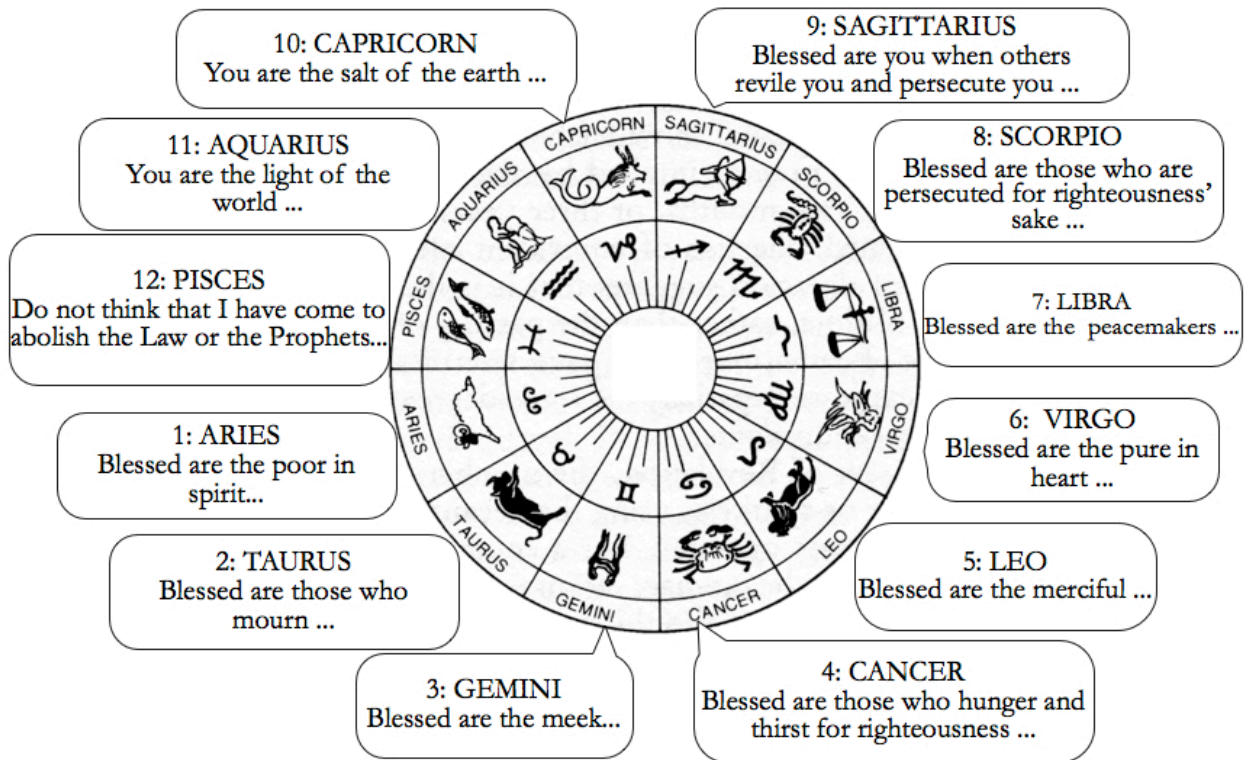 10: CAPRICORN
You are the salt of the earth ...
9: SAGITTARIUS
Blessed are you when others
revile you and persecute you ...
11: AQUARIUS
You are the light of the
world ...
8: SCORPIO
Blessed are those who are
persecuted for righteousness’
sake ...
12: PISCES
Do not think that I have come to
abolish the Law or the Prophets...
7: LIBRA
Blessed are the peacemakers ...
1: ARIES
Blessed are the poor in
spirit...
6: VIRGO
Blessed are the pure in
heart ...
2: TAURUS
Blessed are those who
mourn ...
5: LEO
Blessed are the merciful ...
3: GEMINI
Blessed are the meek...
4: CANCER
Blessed are those who hunger and
thirst for righteousness ...
CAPRICORN
SAGITTARIUS
SCORPIO
LIBRA
VIRGO
LEO
CANCER
GEMINI
TAURUS
ARIES
PISCES
AQUARIUS